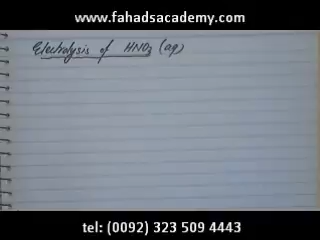 www.fahadsacademy.com
Electrolysis of HNO3 (aq)
tel: (0092) 323 509 4443